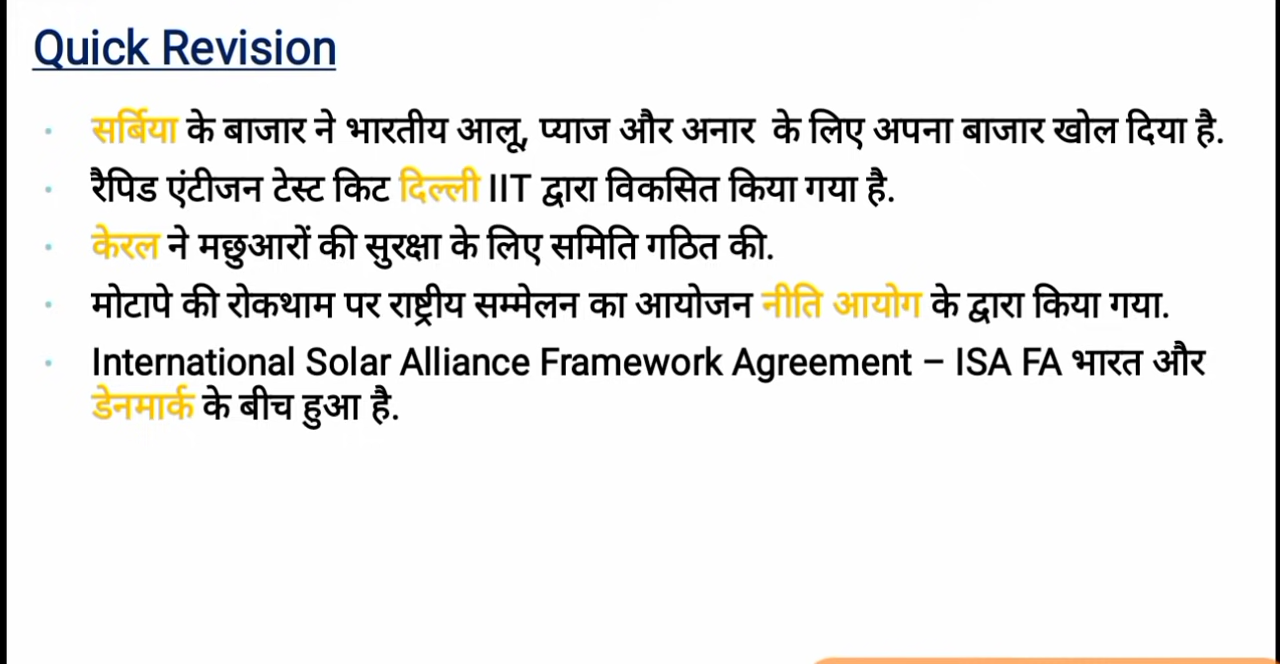 Quick Revision
· सर्बिया के बाजार ने भारतीय आलू, प्याज और अनार के लिए अपना बाजार खोल दिया है.
· रैपिड एंटीजन टेस्ट किट दिल्ली IIT द्वारा विकसित किया गया है.
· केरल ने मछुआरों की सुरक्षा के लिए समिति गठित की.
· मोटापे की रोकथाम पर राष्ट्रीय सम्मेलन का आयोजन नीति आयोग के द्वारा किया गया.
· International Solar Alliance Framework Agreement – ISA FA भारत और
डेनमार्क के बीच हुआ है.